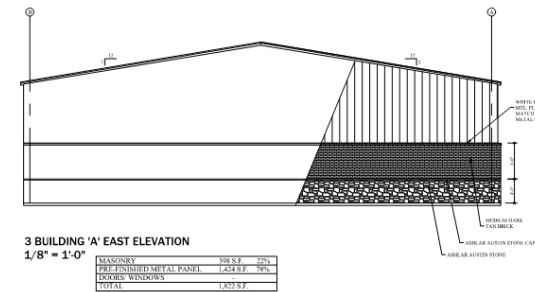 B
A
12
12
WHITE
MTL. FL
MATCH
METAL
MEDIUM DARK
TAN BRICK
ASHLAR AUSTIN STONE CAP
ASHLAR AUSTIN STONE
3 BUILDING 'A' EAST ELEVATION
1/8" = 1'-0"
MASONRY 398 S.F. 22%
PRE-FINISHED METAL PANEL 1,424 S.F. 78%
DOORS/ WINDOWS -
TOTAL 1,822 S.F.